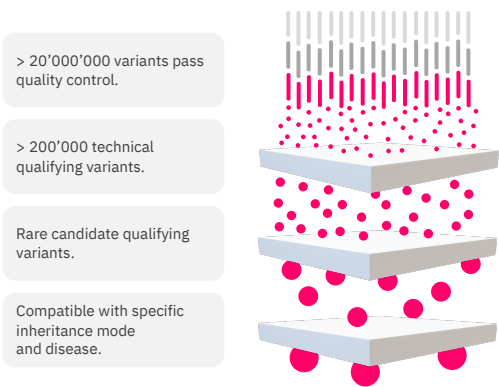 > 20’000’000 variants pass
quality control.
> 200’000 technical
qualifying variants.
Rare candidate qualifying
variants.
Compatible with specific
inheritance mode
and disease.